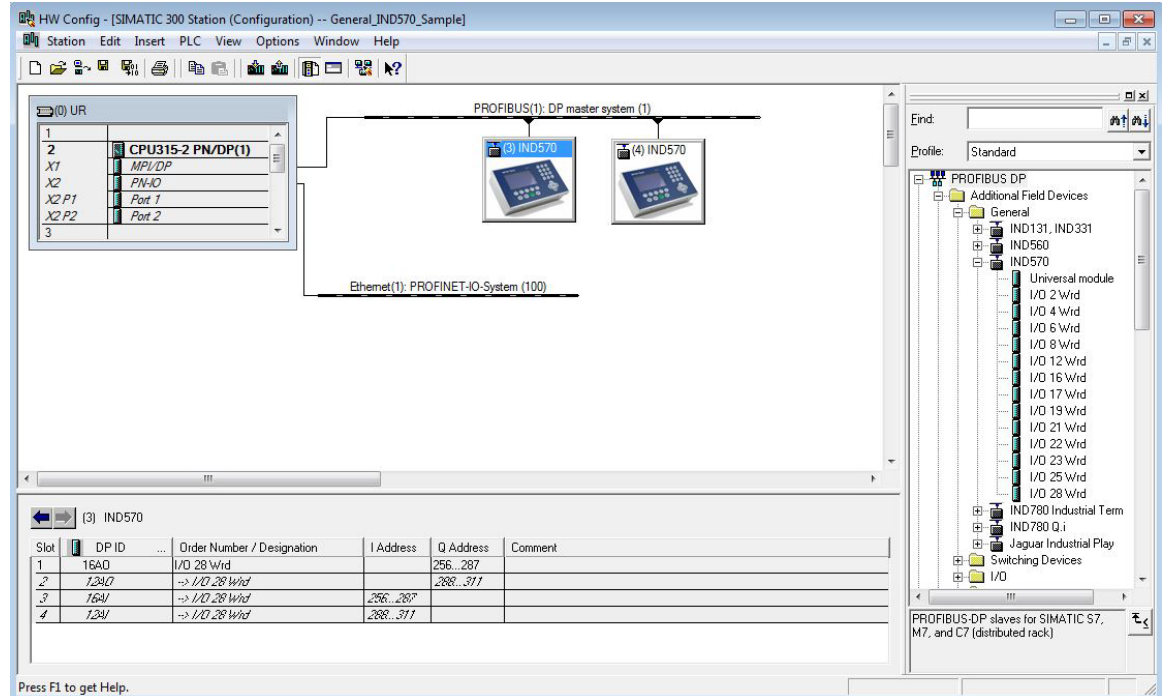 HW Config - [SIMATIC 300 Station (Configuration) -- General_IND570_Sample]
Station Edit Insert PLC View Options Window Help
(0) UR
1
2 CPU315-2 PN/DP(1)
X1 MPI/DP
X2 PN-IO
X2 P1 Port 1
X2 P2 Port 2
3
PROFIBUS(1): DP master system (1)
(3) IND570
(4) IND570
Ethernet(1): PROFINET-IO-System (100)
Find:
Profile: Standard
PROFIBUS DP
Additional Field Devices
General
IND131, IND331
IND560
IND570
Universal module
I/O 2 Wrd
I/O 4 Wrd
I/O 6 Wrd
I/O 8 Wrd
I/O 12 Wrd
I/O 16 Wrd
I/O 17 Wrd
I/O 19 Wrd
I/O 21 Wrd
I/O 22 Wrd
I/O 23 Wrd
I/O 25 Wrd
I/O 28 Wrd
IND780 Industrial Term
IND780 Q.i
Jaguar Industrial Play
Switching Devices
I/O
PROFIBUS-DP slaves for SIMATIC S7,
M7, and C7 (distributed rack)
(3) IND570
Slot DP ID ... Order Number / Designation I Address Q Address Comment
1 16AO I/O 28 Wrd 256...287
2 12AO --> I/O 28 Wrd 288...311
3 16AI --> I/O 28 Wrd 256...287
4 12AI --> I/O 28 Wrd 288...311
Press F1 to get Help.